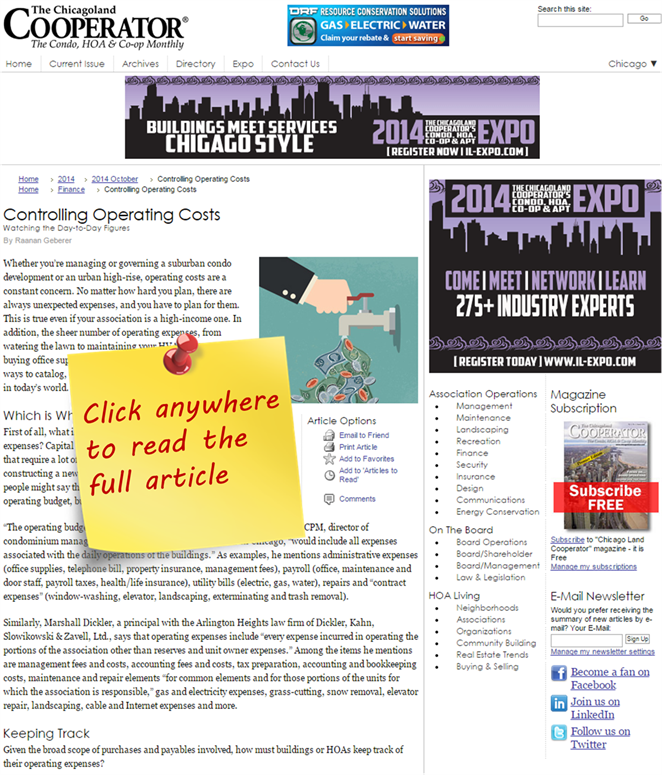 The Chicagoland
COOPERATOR®
The Condo, HOA & Co-op Monthly
DRF RESOURCE CONSERVATION SOLUTIONS
GAS ELECTRIC WATER
Claim your rebate & start saving
Search this site:
Go
Home Current Issue Archives Directory Expo Contact Us Chicago ▼
BUILDINGS MEET SERVICES
CHICAGO STYLE
2014 THE CHICAGOLAND COOPERATOR'S CONDO, HOA, CO-OP & APT EXPO
[ REGISTER NOW | IL-EXPO.COM ]
Home > 2014 > 2014 October > Controlling Operating Costs
Home > Finance > Controlling Operating Costs
Controlling Operating Costs
Watching the Day-to-Day Figures
By Raanan Geberer
Whether you're managing or governing a suburban condo
development or an urban high-rise, operating costs are a
constant concern. No matter how hard you plan, there are
always unexpected expenses, and you have to plan for them.
This is true even if your association is a high-income one. In
addition, the sheer number of operating expenses, from
watering the lawn to maintaining your
buying office
ways to catalog,
in today's world.
Click anywhere
to read the
full article
Which is
First of all, what
expenses? Capital
that require a lot
constructing a new
people might say
operating budget,
"The operating CPM, director of
condominium "would include all expenses
associated with the daily operations of the buildings." As examples, he mentions administrative expenses
(office supplies, telephone bill, property insurance, management fees), payroll (office, maintenance and
door staff, payroll taxes, health/life insurance), utility bills (electric, gas, water), repairs and "contract
expenses" (window-washing, elevator, landscaping, exterminating and trash removal).
Similarly, Marshall Dickler, a principal with the Arlington Heights law firm of Dickler, Kahn,
Slowikowski & Zavell, Ltd., says that operating expenses include "every expense incurred in operating the
portions of the association other than reserves and unit owner expenses." Among the items he mentions
are management fees and costs, accounting fees and costs, tax preparation, accounting and bookkeeping
costs, maintenance and repair elements "for common elements and for those portions of the units for
which the association is responsible," gas and electricity expenses, grass-cutting, snow removal, elevator
repair, landscaping, cable and Internet expenses and more.
Keeping Track
Given the broad scope of purchases and payables involved, how must buildings or HOAs keep track of
their operating expenses?
Article Options
Email to Friend
Print Article
Add to Favorites
Add to 'Articles to
Read'
Comments
2014 THE CHICAGOLAND COOPERATOR'S CONDO, HOA, CO-OP & APT EXPO
COME | MEET | NETWORK | LEARN
275+ INDUSTRY EXPERTS
[ REGISTER TODAY ] WWW.IL-EXPO.COM
Association Operations
Management
Maintenance
Landscaping
Recreation
Finance
Security
Insurance
Design
Communications
Energy Conservation
On The Board
Board Operations
Board/Shareholder
Board/Management
Law & Legislation
HOA Living
Neighborhoods
Associations
Organizations
Community Building
Real Estate Trends
Buying & Selling
Magazine
Subscription
COOPERATOR
Subscribe
FREE
Subscribe to "Chicago Land
Cooperator" magazine - it is
Free
Manage my subscriptions
E-Mail Newsletter
Would you prefer receiving the
summary of new articles by e-
mail? Your E-Mail:
Sign Up
Manage my newsletter settings
Become a fan on
Facebook
Join us on
LinkedIn
Follow us on
Twitter